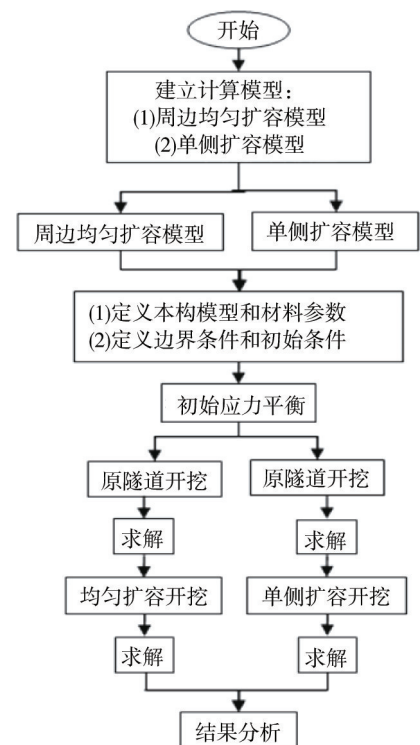 开始
建立计算模型：
(1)周边均匀扩容模型
(2)单侧扩容模型
周边均匀扩容模型
单侧扩容模型
(1)定义本构模型和材料参数
(2)定义边界条件和初始条件
初始应力平衡
原隧道开挖
原隧道开挖
求解
求解
均匀扩容开挖
单侧扩容开挖
求解
求解
结果分析